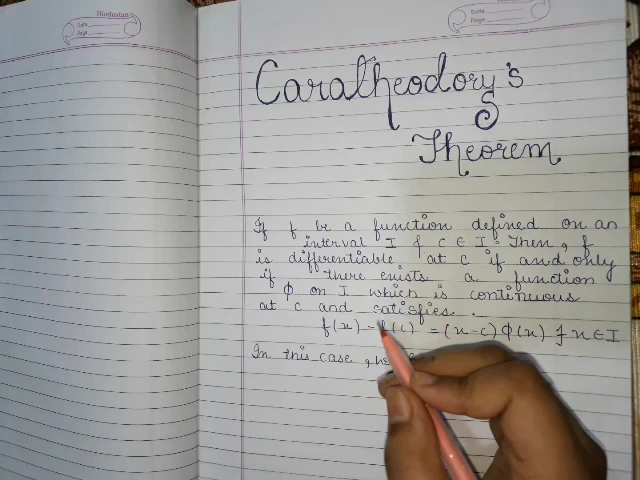 Hindustan
Date
Page
Date
Page
Caratheodory's
Theorem
If f be a function defined on an
interval I & C ∈ I. Then, f
is differentiable at c if and only
if there exists a function
ϕ on I which is continuous
at c and satisfies.
f(x) - f(c) = (x-c) ϕ(x) ∀ x ∈ I
In this case,